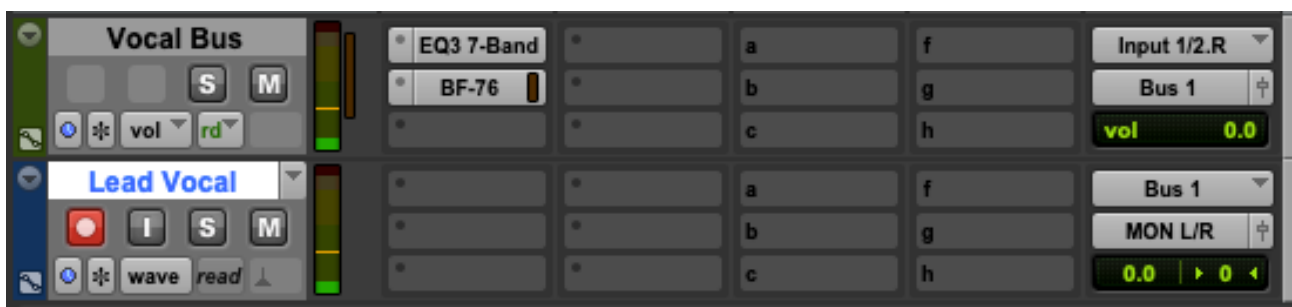 Vocal Bus
EQ3 7-Band
a
f
Input 1/2.R
S M
BF-76
b
g
Bus 1
vol rd
c
h
vol 0.0
Lead Vocal
a
f
Bus 1
I S M
b
g
MON L/R
wave read
c
h
0.0 0